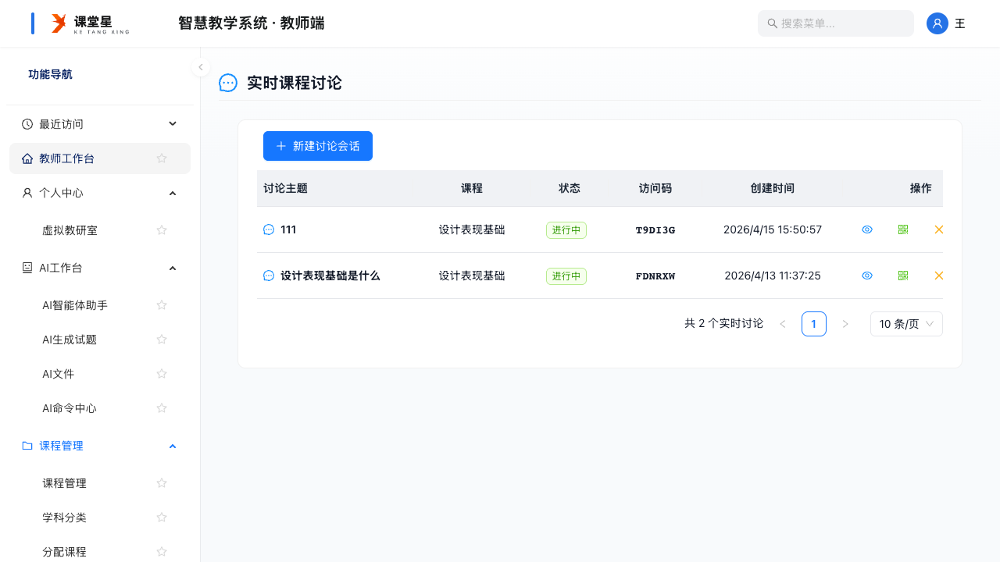 课堂星
KE TANG XING
智慧教学系统 · 教师端
搜索菜单...
王
功能导航
最近访问
教师工作台
个人中心
虚拟教研室
AI工作台
AI智能体助手
AI生成试题
AI文件
AI命令中心
课程管理
课程管理
学科分类
分配课程
实时课程讨论
新建讨论会话
讨论主题 课程 状态 访问码 创建时间 操作
111 设计表现基础 进行中 T9DI3G 2026/4/15 15:50:57
设计表现基础是什么 设计表现基础 进行中 FDNRXW 2026/4/13 11:37:25
共 2 个实时讨论 1 10 条/页